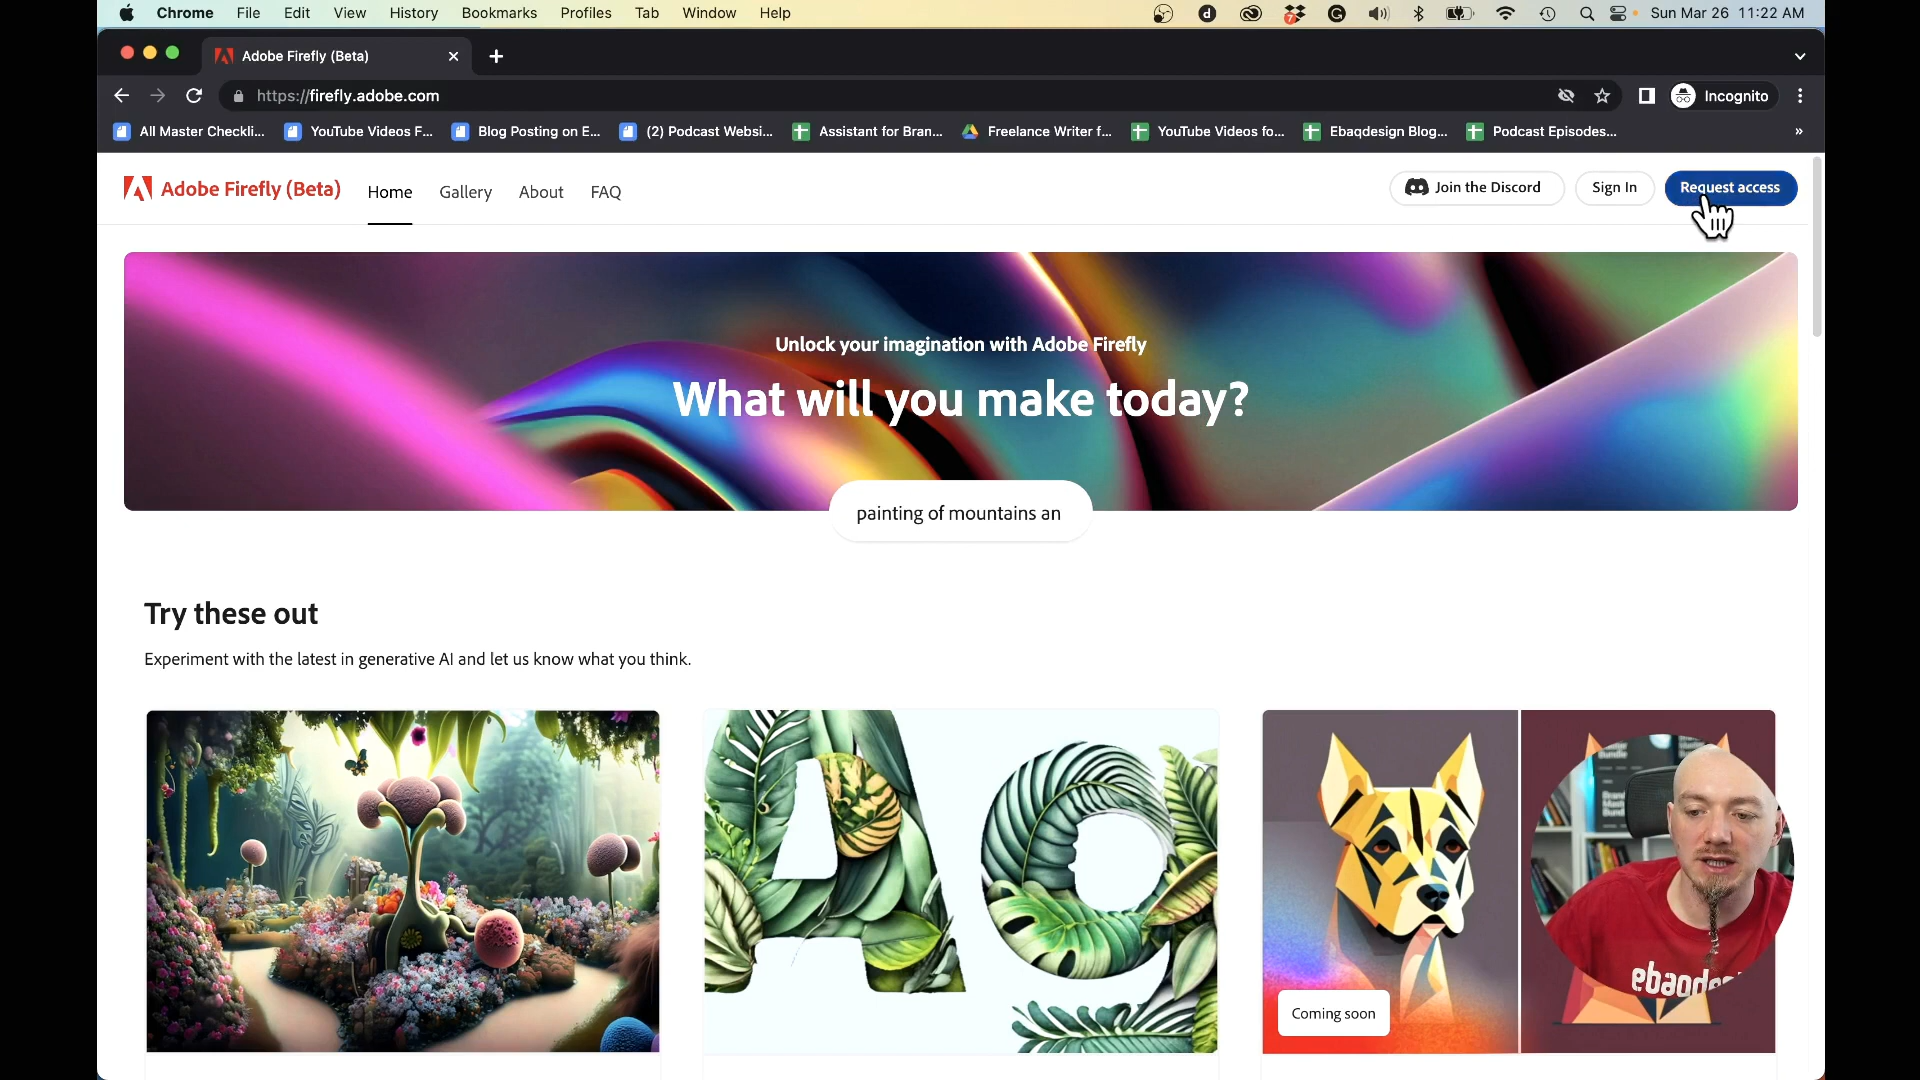 Chrome File Edit View History Bookmarks Profiles Tab Window Help
7
Sun Mar 26 11:22 AM
Adobe Firefly (Beta)
https://firefly.adobe.com
Incognito
All Master Checkli...
YouTube Videos F...
Blog Posting on E...
(2) Podcast Websi...
Assistant for Bran...
Freelance Writer f...
YouTube Videos fo...
Ebaqdesign Blog...
Podcast Episodes...
»
Adobe Firefly (Beta)
Home Gallery About FAQ
Join the Discord
Sign In
Request access
Unlock your imagination with Adobe Firefly
What will you make today?
painting of mountains an
Try these out
Experiment with the latest in generative AI and let us know what you think.
Ag
Coming soon